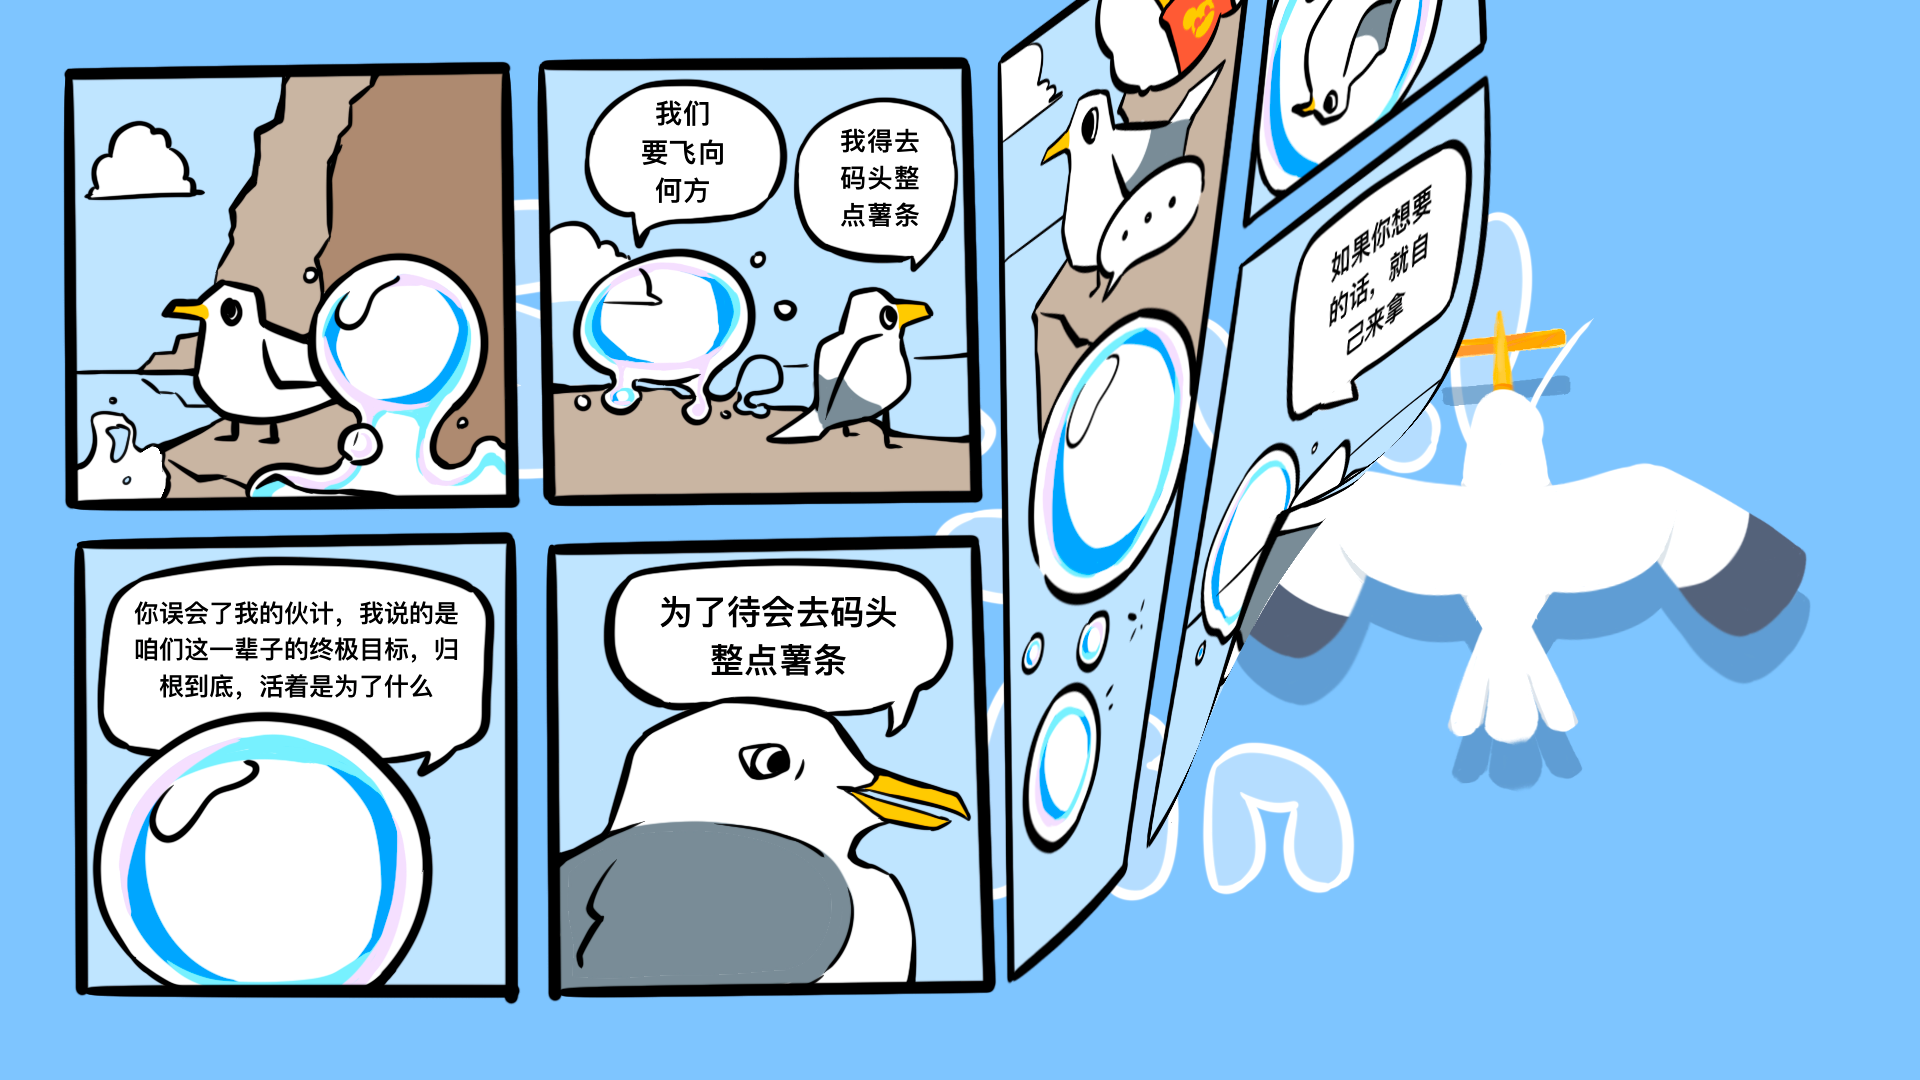 我们
要飞向
何方
我得去
码头整
点薯条
你误会了我的伙计，我说的是
咱们这一辈子的终极目标，归
根到底，活着是为了什么
为了待会去码头
整点薯条
...
如果你想要
的话，就自
己来拿